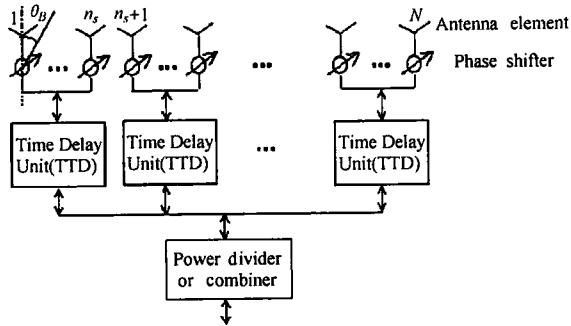 1 θB ns ns+1 N Antenna element
... ... ... ... Phase shifter
Time Delay Unit(TTD)
Time Delay Unit(TTD)
...
Time Delay Unit(TTD)
Power divider
or combiner